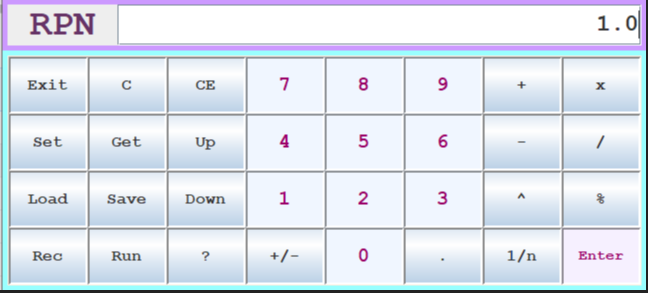 RPN 1.0
Exit C CE 7 8 9 + x
Set Get Up 4 5 6 - /
Load Save Down 1 2 3 ^ %
Rec Run ? +/- 0 . 1/n Enter